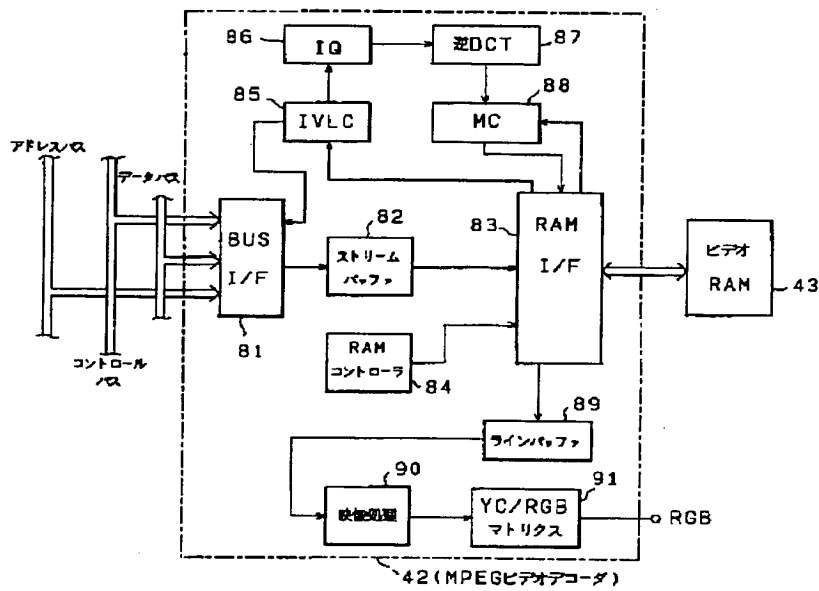 86
IQ
逆DCT
87
85
IVLC
88
MC
アドレスバス
データバス
BUS
I/F
81
82
ストリーム
バッファ
83
RAM
I/F
ビデオ
RAM
43
コントロール
バス
RAM
コントローラ
84
89
ラインバッファ
90
映像処理
91
YC/RGB
マトリクス
RGB
42(MPEGビデオデコーダ)